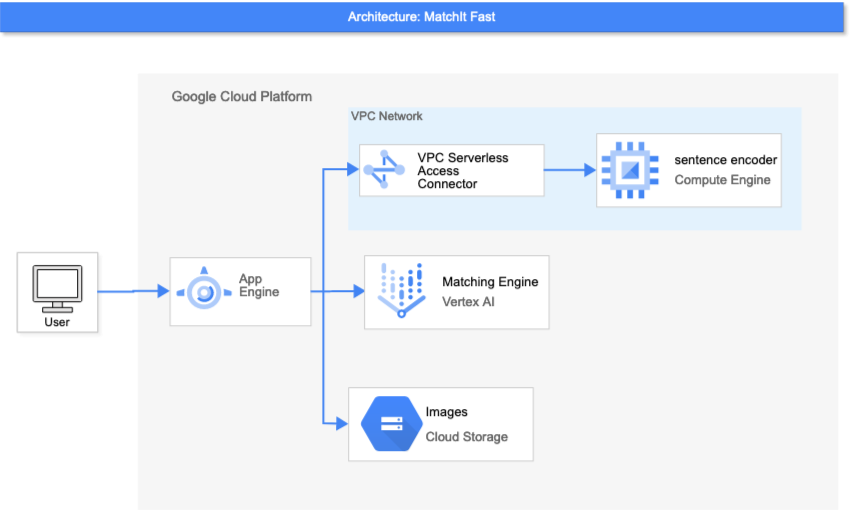 Architecture: MatchIt Fast
Google Cloud Platform
VPC Network
VPC Serverless
Access
Connector
sentence encoder
Compute Engine
User
App
Engine
Matching Engine
Vertex AI
Images
Cloud Storage